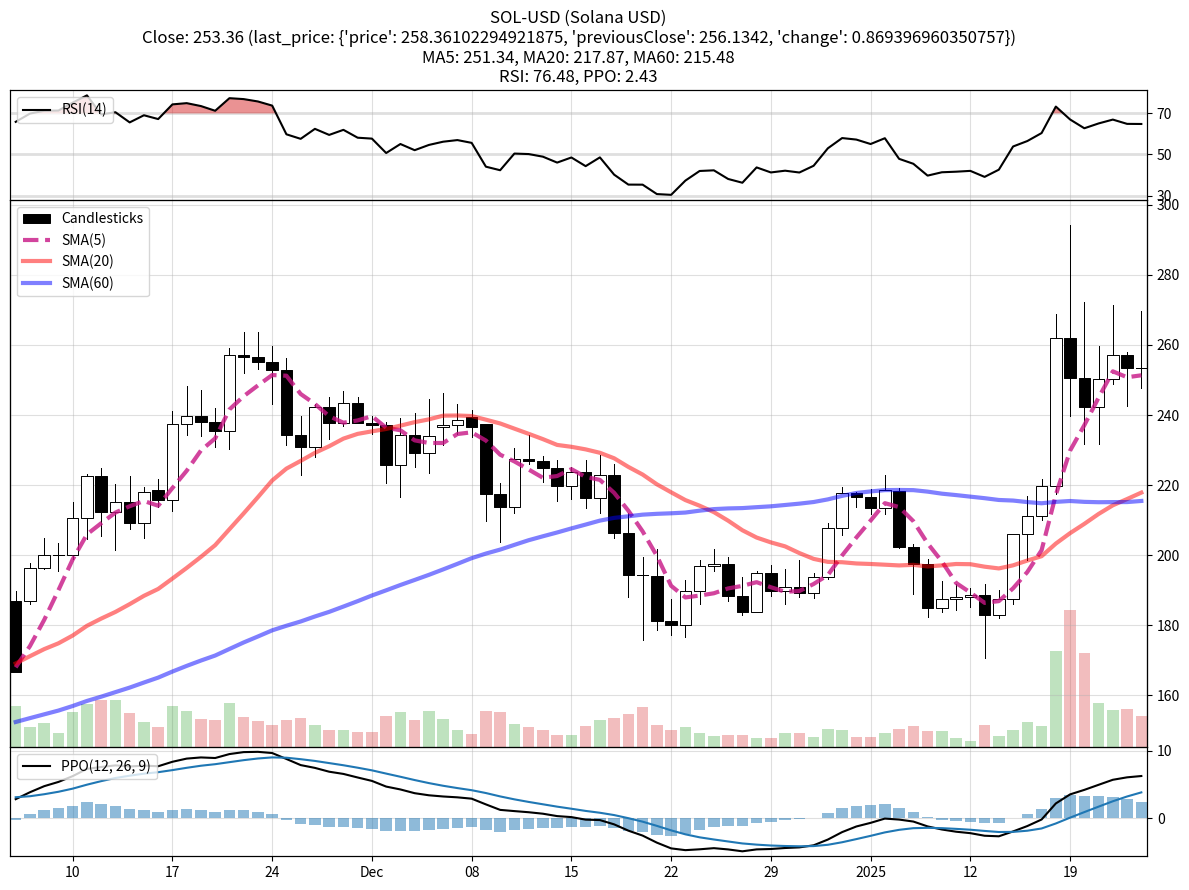 SOL-USD (Solana USD)
Close: 253.36 (last_price: {'price': 258.36102294921875, 'previousClose': 256.1342, 'change': 0.869396960350757})
MA5: 251.34, MA20: 217.87, MA60: 215.48
RSI: 76.48, PPO: 2.43
RSI(14)
70
50
30
Candlesticks
SMA(5)
SMA(20)
SMA(60)
300
280
260
240
220
200
180
160
PPO(12, 26, 9)
10
0
10 17 24 Dec 08 15 22 29 2025 12 19